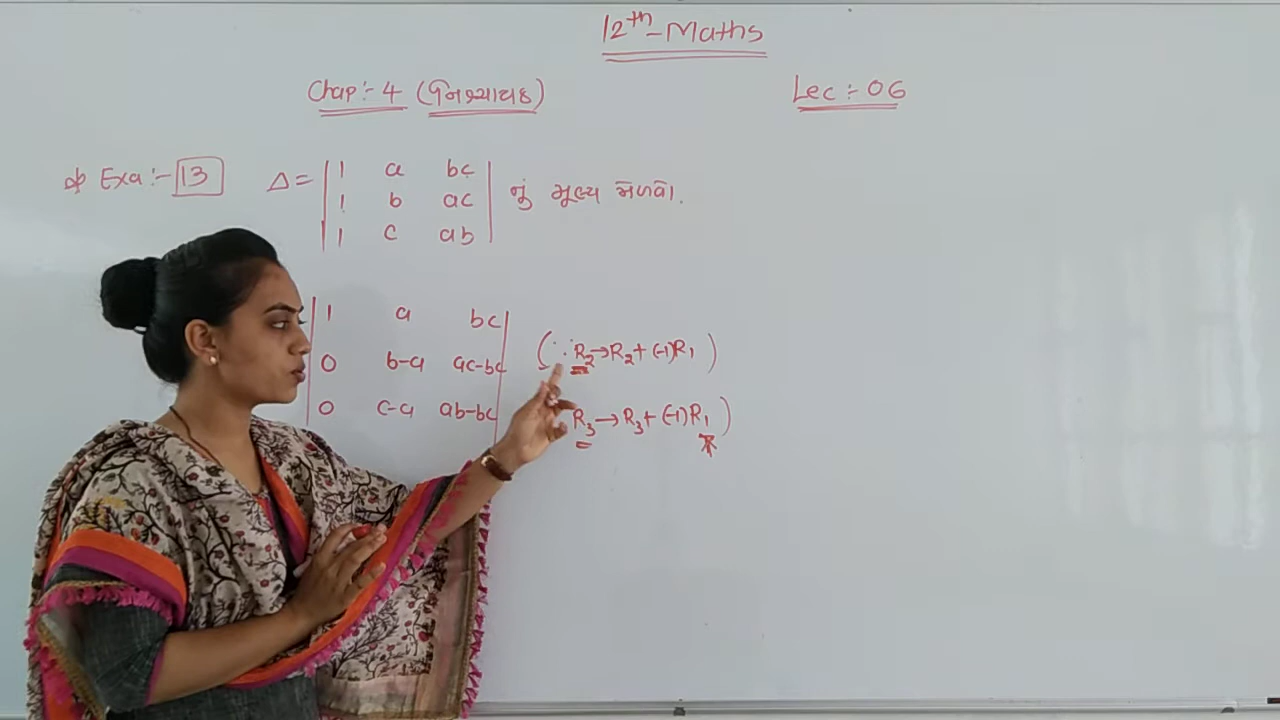 12th - Maths
Chap :- 4 (નિશ્ચાયક) Lec :- 06
* Exa :- 13 Δ = | 1 a bc | નું મૂલ્ય મેળવો.
| 1 b ac |
| 1 c ab |
| 1 a bc |
| 0 b-a ac-bc | (∵ R₂→R₂+(-1)R₁)
| 0 c-a ab-bc | R₃→R₃+(-1)R₁)